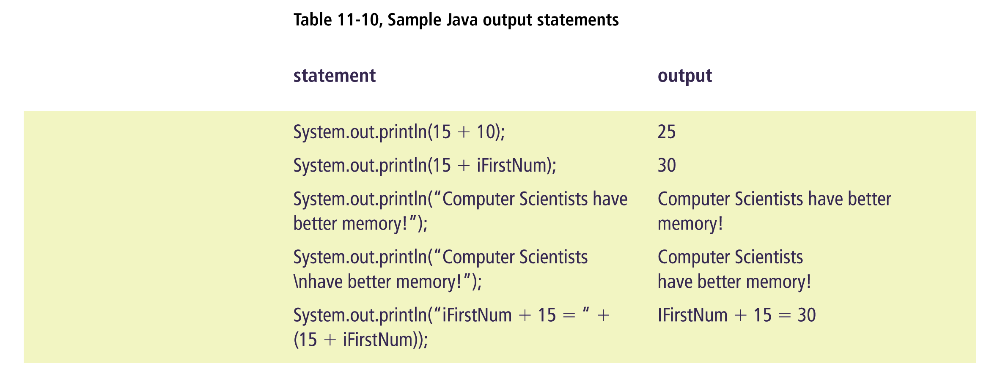 Table 11-10, Sample Java output statements
statement output
System.out.println(15 + 10); 25
System.out.println(15 + iFirstNum); 30
System.out.println(“Computer Scientists have Computer Scientists have better
better memory!”); memory!
System.out.println(“Computer Scientists Computer Scientists
\nhave better memory!”); have better memory!
System.out.println(“iFirstNum + 15 = “ + IFirstNum + 15 = 30
(15 + iFirstNum));